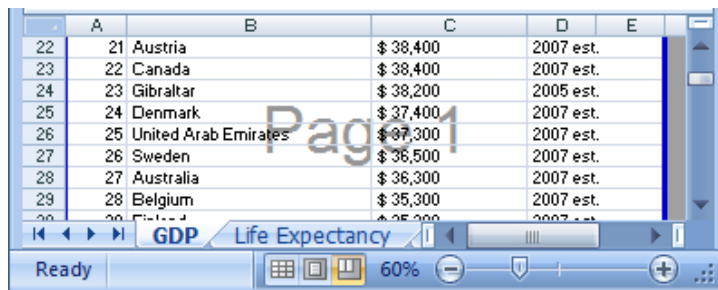 A B C D E
22 21 Austria $ 38,400 2007 est.
23 22 Canada $ 38,400 2007 est.
24 23 Gibraltar $ 38,200 2005 est.
25 24 Denmark $ 37,400 2007 est.
26 25 United Arab Emirates $ 37,300 2007 est.
27 26 Sweden $ 36,500 2007 est.
28 27 Australia $ 36,300 2007 est.
29 28 Belgium $ 35,300 2007 est.
Page 1
GDP Life Expectancy
Ready 60%